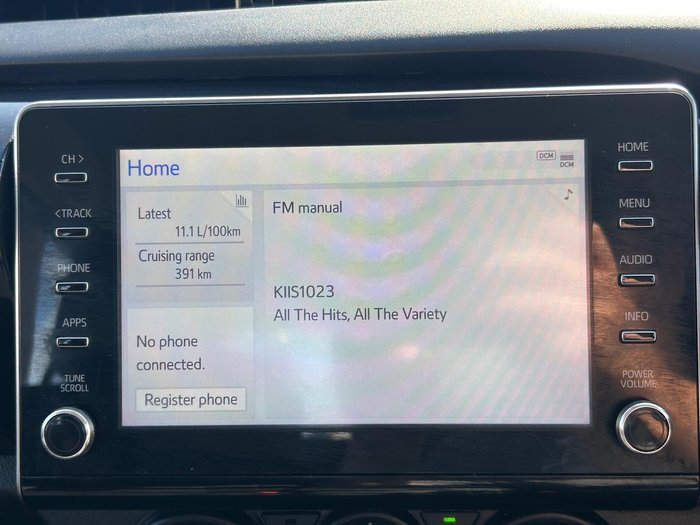 CH >
<TRACK
PHONE
APPS
TUNE
SCROLL
Home
DCM
DCM
Latest
11.1 L/100km
Cruising range
391 km
No phone
connected.
Register phone
FM manual
KIIS1023
All The Hits, All The Variety
HOME
MENU
AUDIO
INFO
POWER
VOLUME